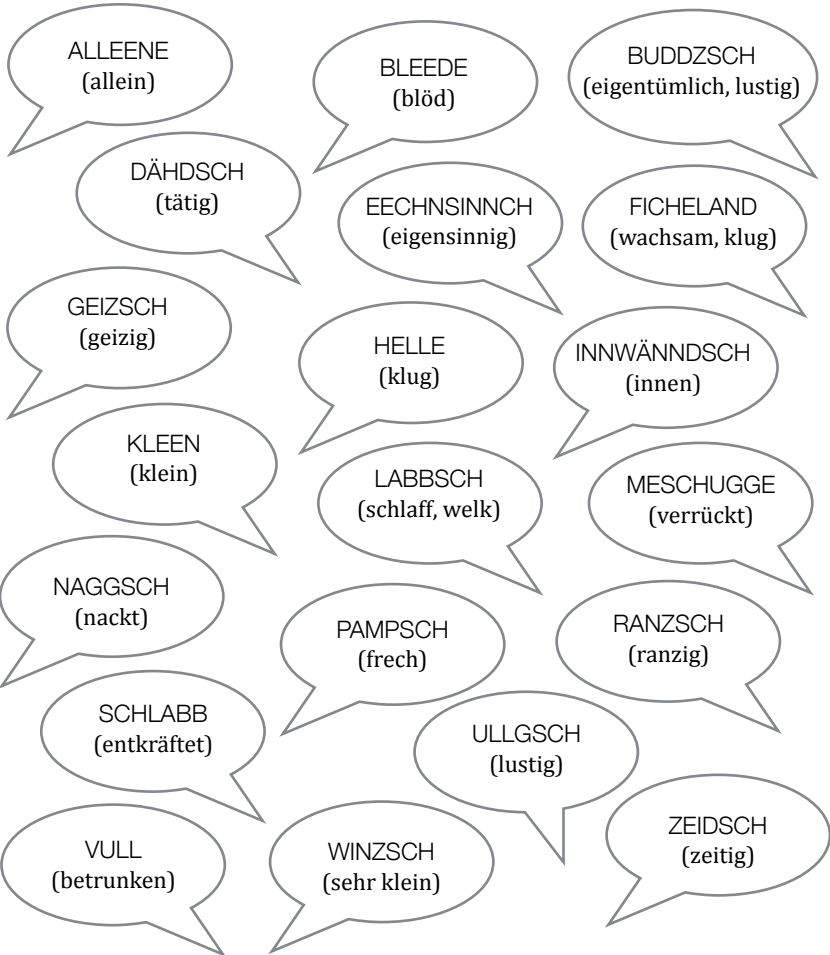 ALLEENE
(allein)
BLEEDE
(blöd)
BUDDZSCH
(eigentümlich, lustig)
DÄHDSCH
(tätig)
EECHNSINNCH
(eigensinnig)
FICHELAND
(wachsam, klug)
GEIZSCH
(geizig)
HELLE
(klug)
INNWÄNNDSCH
(innen)
KLEEN
(klein)
LABBSCH
(schlaff, welk)
MESCHUGGE
(verrückt)
NAGGSCH
(nackt)
PAMPSCH
(frech)
RANZSCH
(ranzig)
SCHLABB
(entkräftet)
ULLGSCH
(lustig)
VULL
(betrunken)
WINZSCH
(sehr klein)
ZEIDSCH
(zeitig)